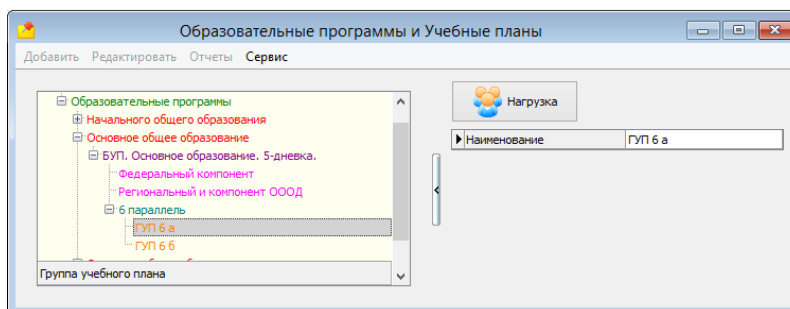 Образовательные программы и Учебные планы
Добавить Редактировать Отчеты Сервис
Образовательные программы
Начального общего образования
Основное общее образование
БУП. Основное образование. 5-дневка.
Федеральный компонент
Региональный и компонент ОООД
6 параллель
ГУП 6 а
ГУП 6 б
Группа учебного плана
Нагрузка
Наименование ГУП 6 а